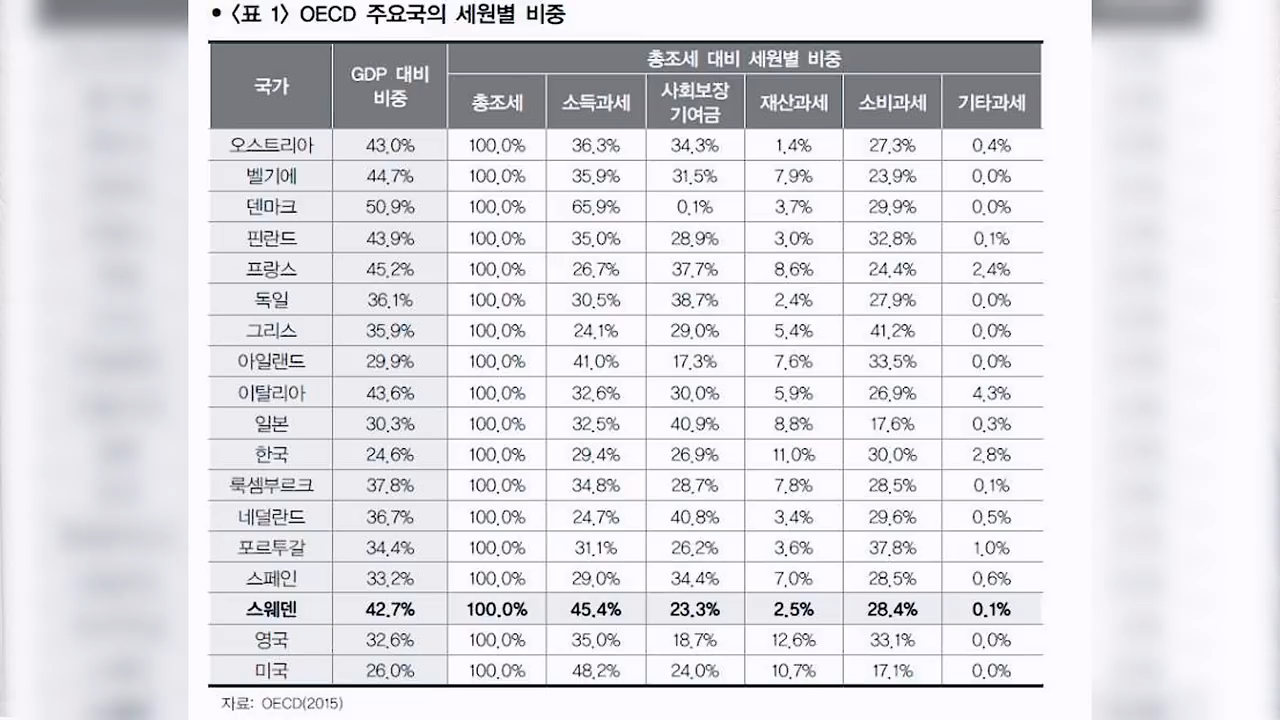 • 〈표 1〉 OECD 주요국의 세원별 비중
국가 GDP 대비 비중 총조세 대비 세원별 비중
총조세 소득과세 사회보장 기여금 재산과세 소비과세 기타과세
오스트리아 43.0% 100.0% 36.3% 34.3% 1.4% 27.3% 0.4%
벨기에 44.7% 100.0% 35.9% 31.5% 7.9% 23.9% 0.0%
덴마크 50.9% 100.0% 65.9% 0.1% 3.7% 29.9% 0.0%
핀란드 43.9% 100.0% 35.0% 28.9% 3.0% 32.8% 0.1%
프랑스 45.2% 100.0% 26.7% 37.7% 8.6% 24.4% 2.4%
독일 36.1% 100.0% 30.5% 38.7% 2.4% 27.9% 0.0%
그리스 35.9% 100.0% 24.1% 29.0% 5.4% 41.2% 0.0%
아일랜드 29.9% 100.0% 41.0% 17.3% 7.6% 33.5% 0.0%
이탈리아 43.6% 100.0% 32.6% 30.0% 5.9% 26.9% 4.3%
일본 30.3% 100.0% 32.5% 40.9% 8.8% 17.6% 0.3%
한국 24.6% 100.0% 29.4% 26.9% 11.0% 30.0% 2.8%
룩셈부르크 37.8% 100.0% 34.8% 28.7% 7.8% 28.5% 0.1%
네덜란드 36.7% 100.0% 24.7% 40.8% 3.4% 29.6% 0.5%
포르투갈 34.4% 100.0% 31.1% 26.2% 3.6% 37.8% 1.0%
스페인 33.2% 100.0% 29.0% 34.4% 7.0% 28.5% 0.6%
스웨덴 42.7% 100.0% 45.4% 23.3% 2.5% 28.4% 0.1%
영국 32.6% 100.0% 35.0% 18.7% 12.6% 33.1% 0.0%
미국 26.0% 100.0% 48.2% 24.0% 10.7% 17.1% 0.0%
자료: OECD(2015)